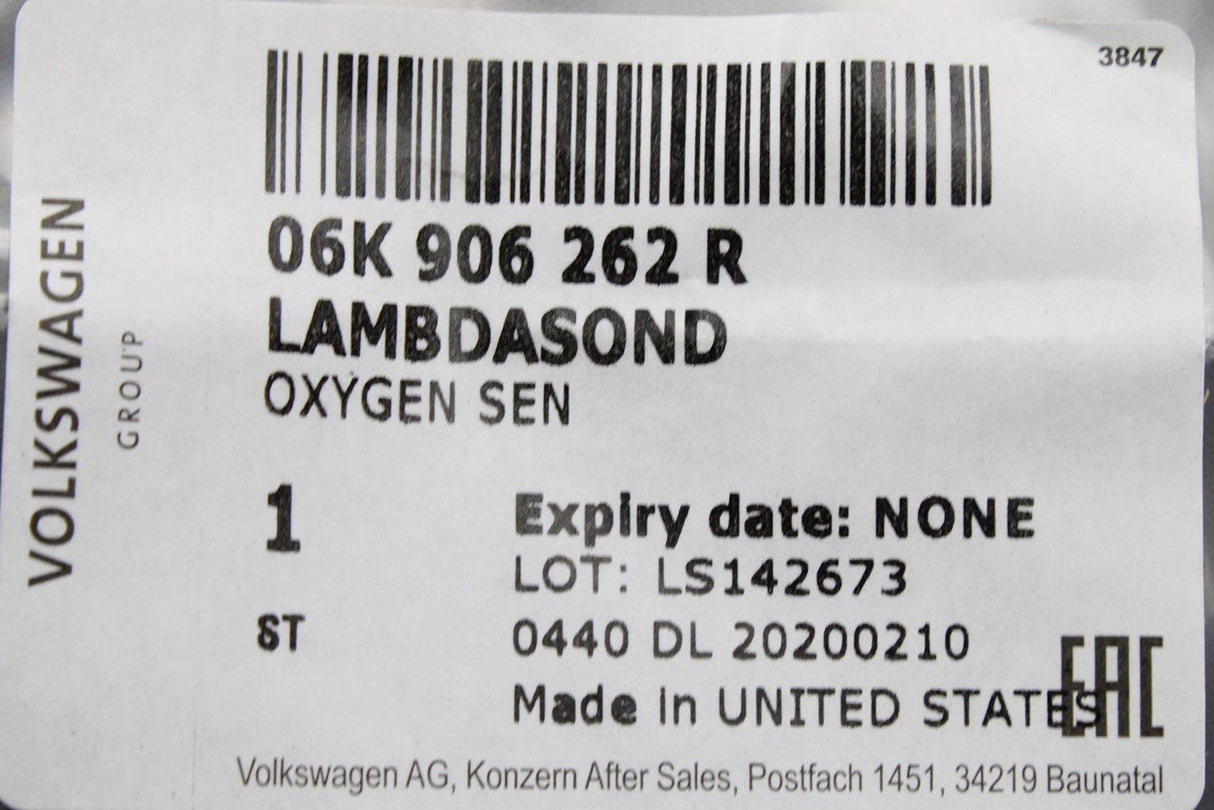 3847
06K 906 262 R
LAMBDASOND
OXYGEN SEN
1
Expiry date: NONE
LOT: LS142673
ST
0440 DL 20200210
Made in UNITED STATES
EAC
Volkswagen AG, Konzern After Sales, Postfach 1451, 34219 Baunatal
VOLKSWAGEN
GROUP